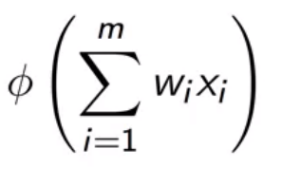 ϕ ( ∑_{i=1}^{m} w_i x_i )